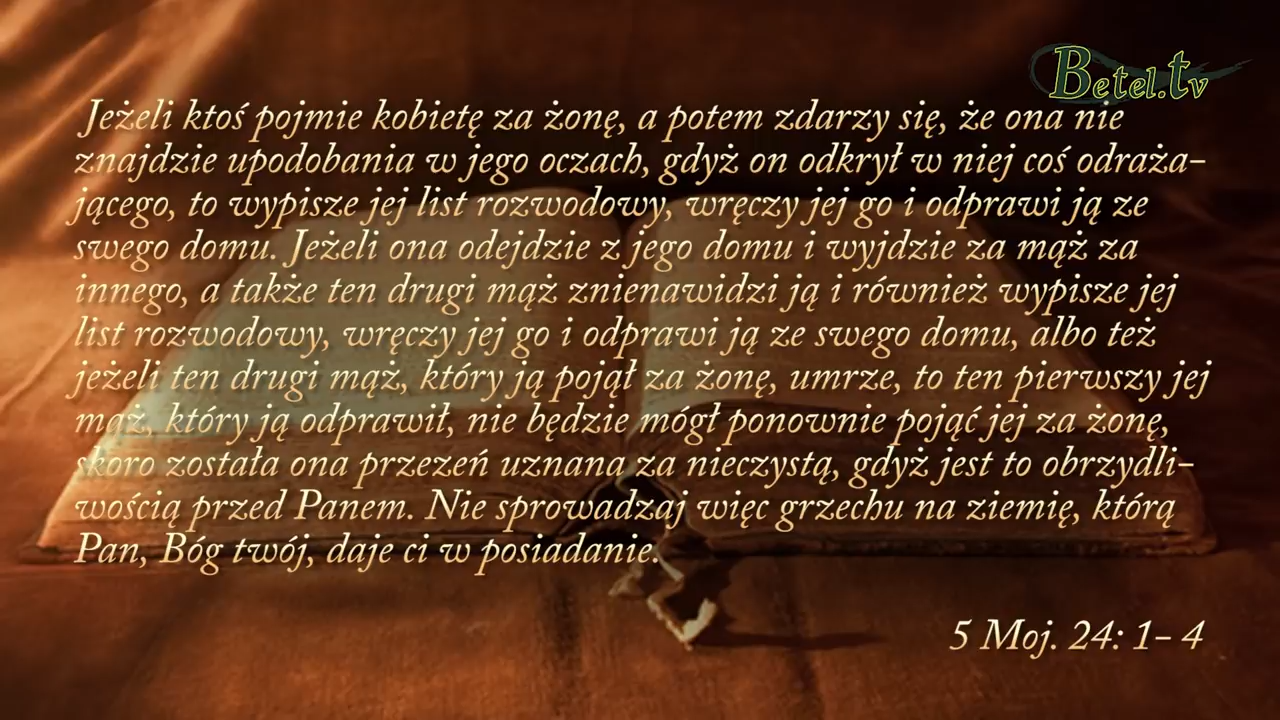 Betel.tv
Jeżeli ktoś pojmie kobietę za żonę, a potem zdarzy się, że ona nie
znajdzie upodobania w jego oczach, gdyż on odkrył w niej coś odraża-
jącego, to wypisze jej list rozwodowy, wręczy jej go i odprawi ją ze
swego domu. Jeżeli ona odejdzie z jego domu i wyjdzie za mąż za
innego, a także ten drugi mąż znienawidzi ją i również wypisze jej
list rozwodowy, wręczy jej go i odprawi ją ze swego domu, albo też
jeżeli ten drugi mąż, który ją pojął za żonę, umrze, to ten pierwszy jej
mąż, który ją odprawił, nie będzie mógł ponownie pojąć jej za żonę,
skoro została ona przezeń uznana za nieczystą, gdyż jest to obrzydli-
wością przed Panem. Nie sprowadzaj więc grzechu na ziemię, którą
Pan, Bóg twój, daje ci w posiadanie.
5 Moj. 24: 1- 4